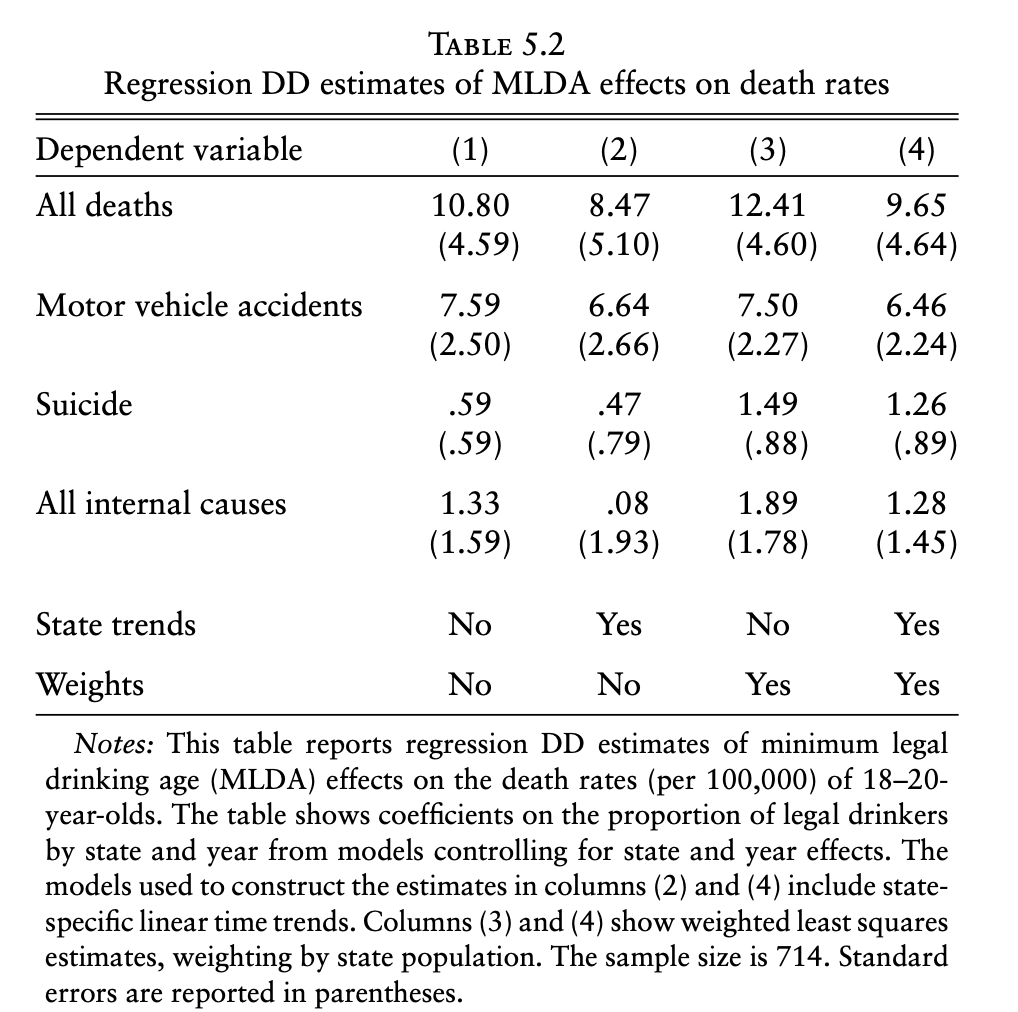 TABLE 5.2
Regression DD estimates of MLDA effects on death rates
Dependent variable (1) (2) (3) (4)
All deaths 10.80 8.47 12.41 9.65
(4.59) (5.10) (4.60) (4.64)
Motor vehicle accidents 7.59 6.64 7.50 6.46
(2.50) (2.66) (2.27) (2.24)
Suicide .59 .47 1.49 1.26
(.59) (.79) (.88) (.89)
All internal causes 1.33 .08 1.89 1.28
(1.59) (1.93) (1.78) (1.45)
State trends No Yes No Yes
Weights No No Yes Yes
Notes: This table reports regression DD estimates of minimum legal
drinking age (MLDA) effects on the death rates (per 100,000) of 18–20-
year-olds. The table shows coefficients on the proportion of legal drinkers
by state and year from models controlling for state and year effects. The
models used to construct the estimates in columns (2) and (4) include state-
specific linear time trends. Columns (3) and (4) show weighted least squares
estimates, weighting by state population. The sample size is 714. Standard
errors are reported in parentheses.